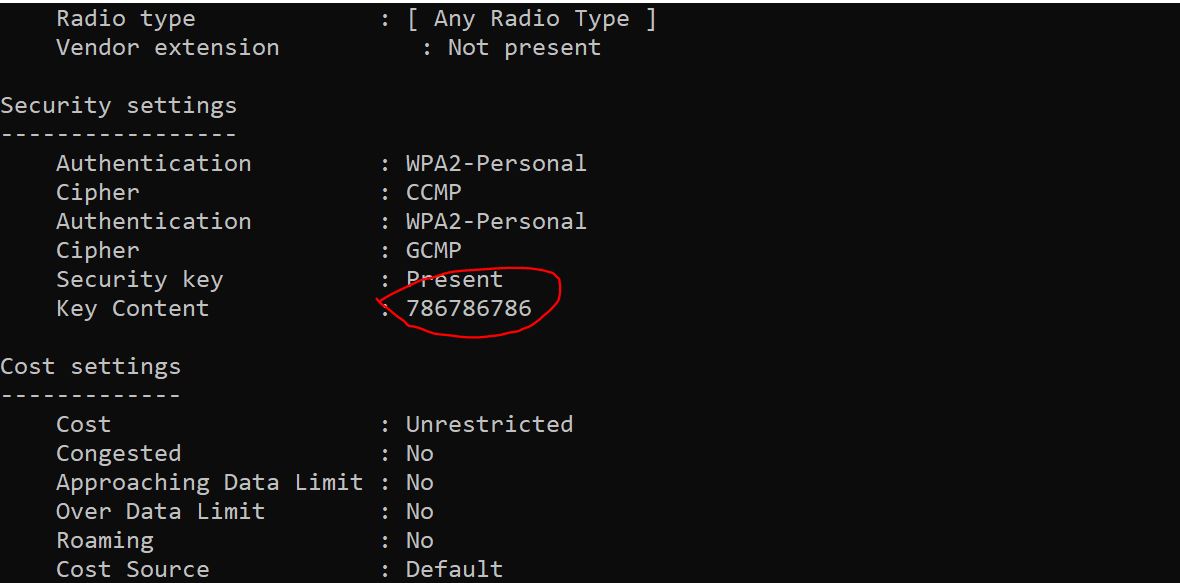 Radio type : [ Any Radio Type ]
Vendor extension : Not present
Security settings
-----------------
Authentication : WPA2-Personal
Cipher : CCMP
Authentication : WPA2-Personal
Cipher : GCMP
Security key : Present
Key Content : 786786786
Cost settings
-------------
Cost : Unrestricted
Congested : No
Approaching Data Limit : No
Over Data Limit : No
Roaming : No
Cost Source : Default